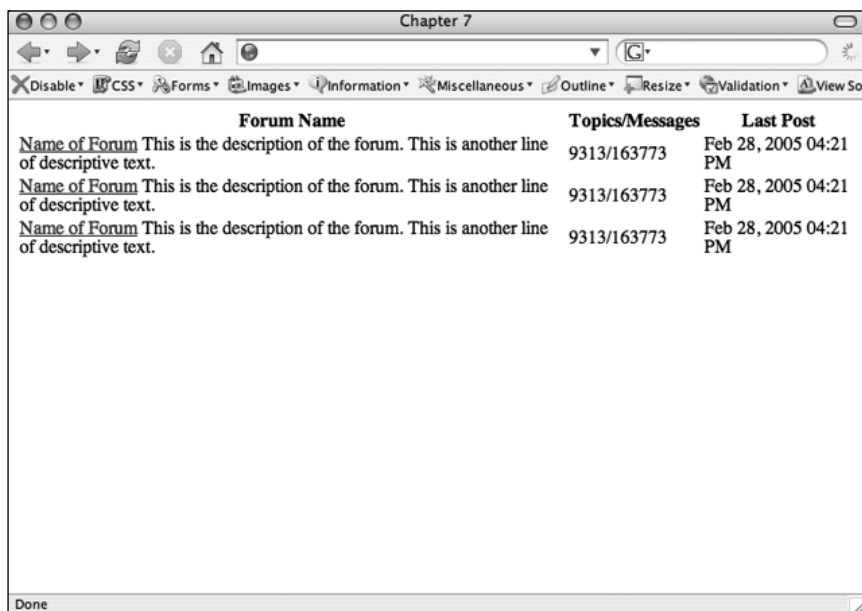 Chapter 7
G
Disable CSS Forms Images Information Miscellaneous Outline Resize Validation View So
Forum Name Topics/Messages Last Post
Name of Forum This is the description of the forum. This is another line
of descriptive text.
9313/163773
Feb 28, 2005 04:21
PM
Name of Forum This is the description of the forum. This is another line
of descriptive text.
9313/163773
Feb 28, 2005 04:21
PM
Name of Forum This is the description of the forum. This is another line
of descriptive text.
9313/163773
Feb 28, 2005 04:21
PM
Done